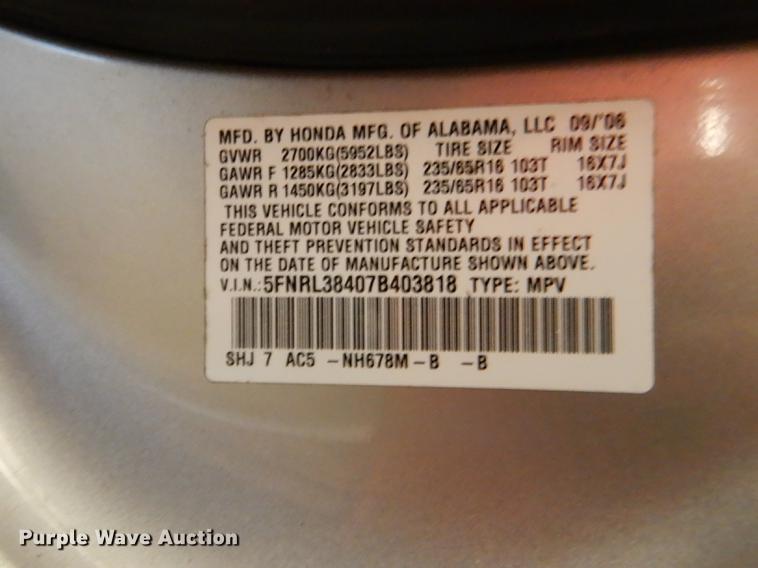 MFD. BY HONDA MFG. OF ALABAMA, LLC 09/'06
GVWR 2700KG(5952LBS) TIRE SIZE RIM SIZE
GAWR F 1285KG(2833LBS) 235/65R16 103T 16X7J
GAWR R 1450KG(3197LBS) 235/65R16 103T 16X7J
THIS VEHICLE CONFORMS TO ALL APPLICABLE
FEDERAL MOTOR VEHICLE SAFETY
AND THEFT PREVENTION STANDARDS IN EFFECT
ON THE DATE OF MANUFACTURE SHOWN ABOVE.
V.I.N.:5FNRL38407B403818 TYPE: MPV
SHJ 7 AC5 -NH678M-B -B
Purple Wave Auction